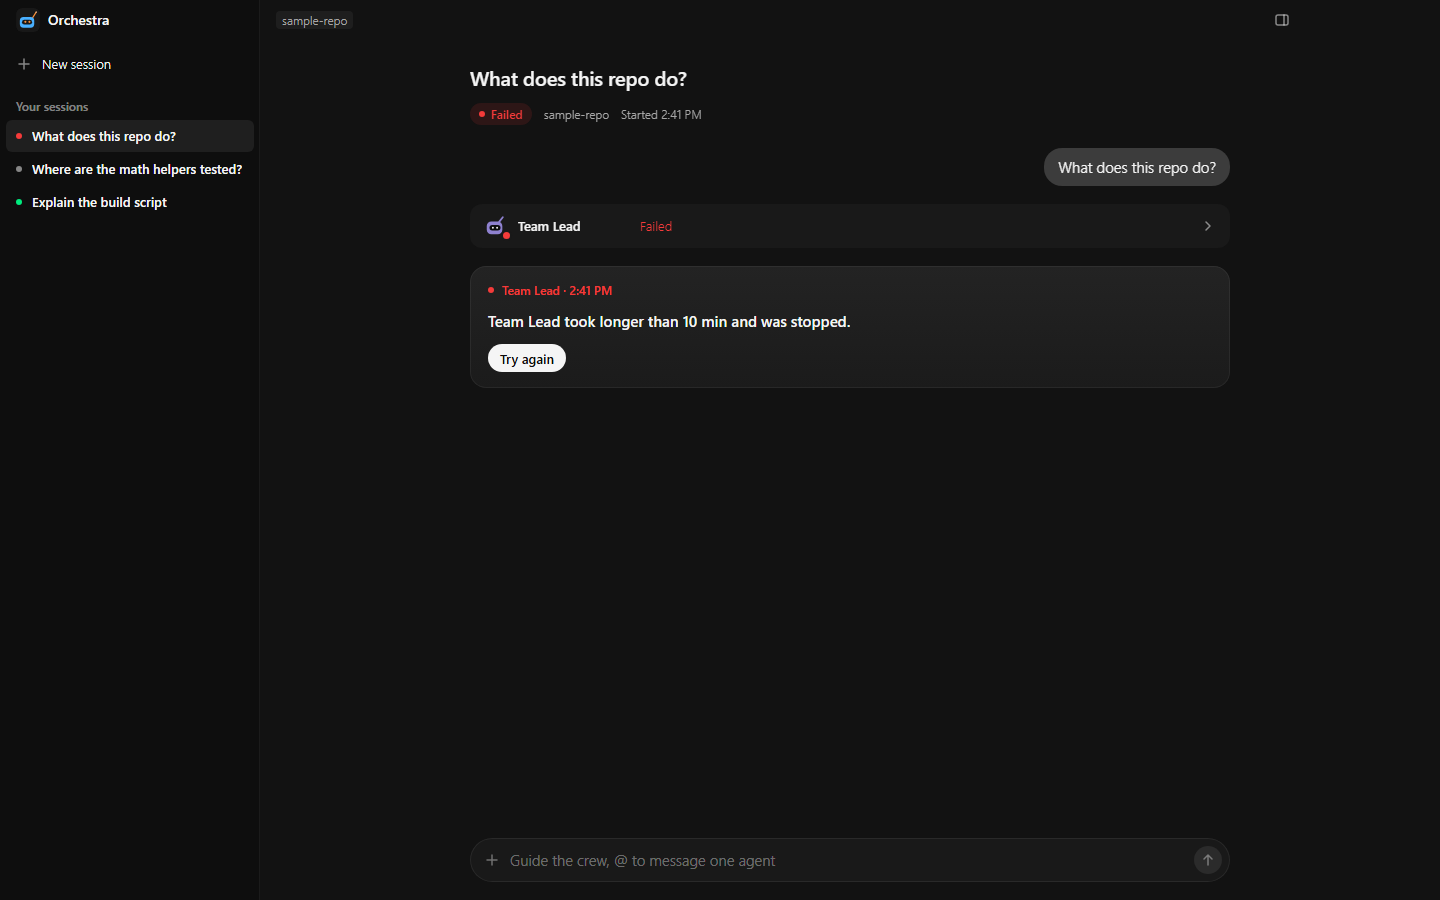 Orchestra
New session
Your sessions
What does this repo do?
Where are the math helpers tested?
Explain the build script
sample-repo
What does this repo do?
Failed sample-repo Started 2:41 PM
What does this repo do?
Team Lead Failed
Team Lead · 2:41 PM
Team Lead took longer than 10 min and was stopped.
Try again
Guide the crew, @ to message one agent